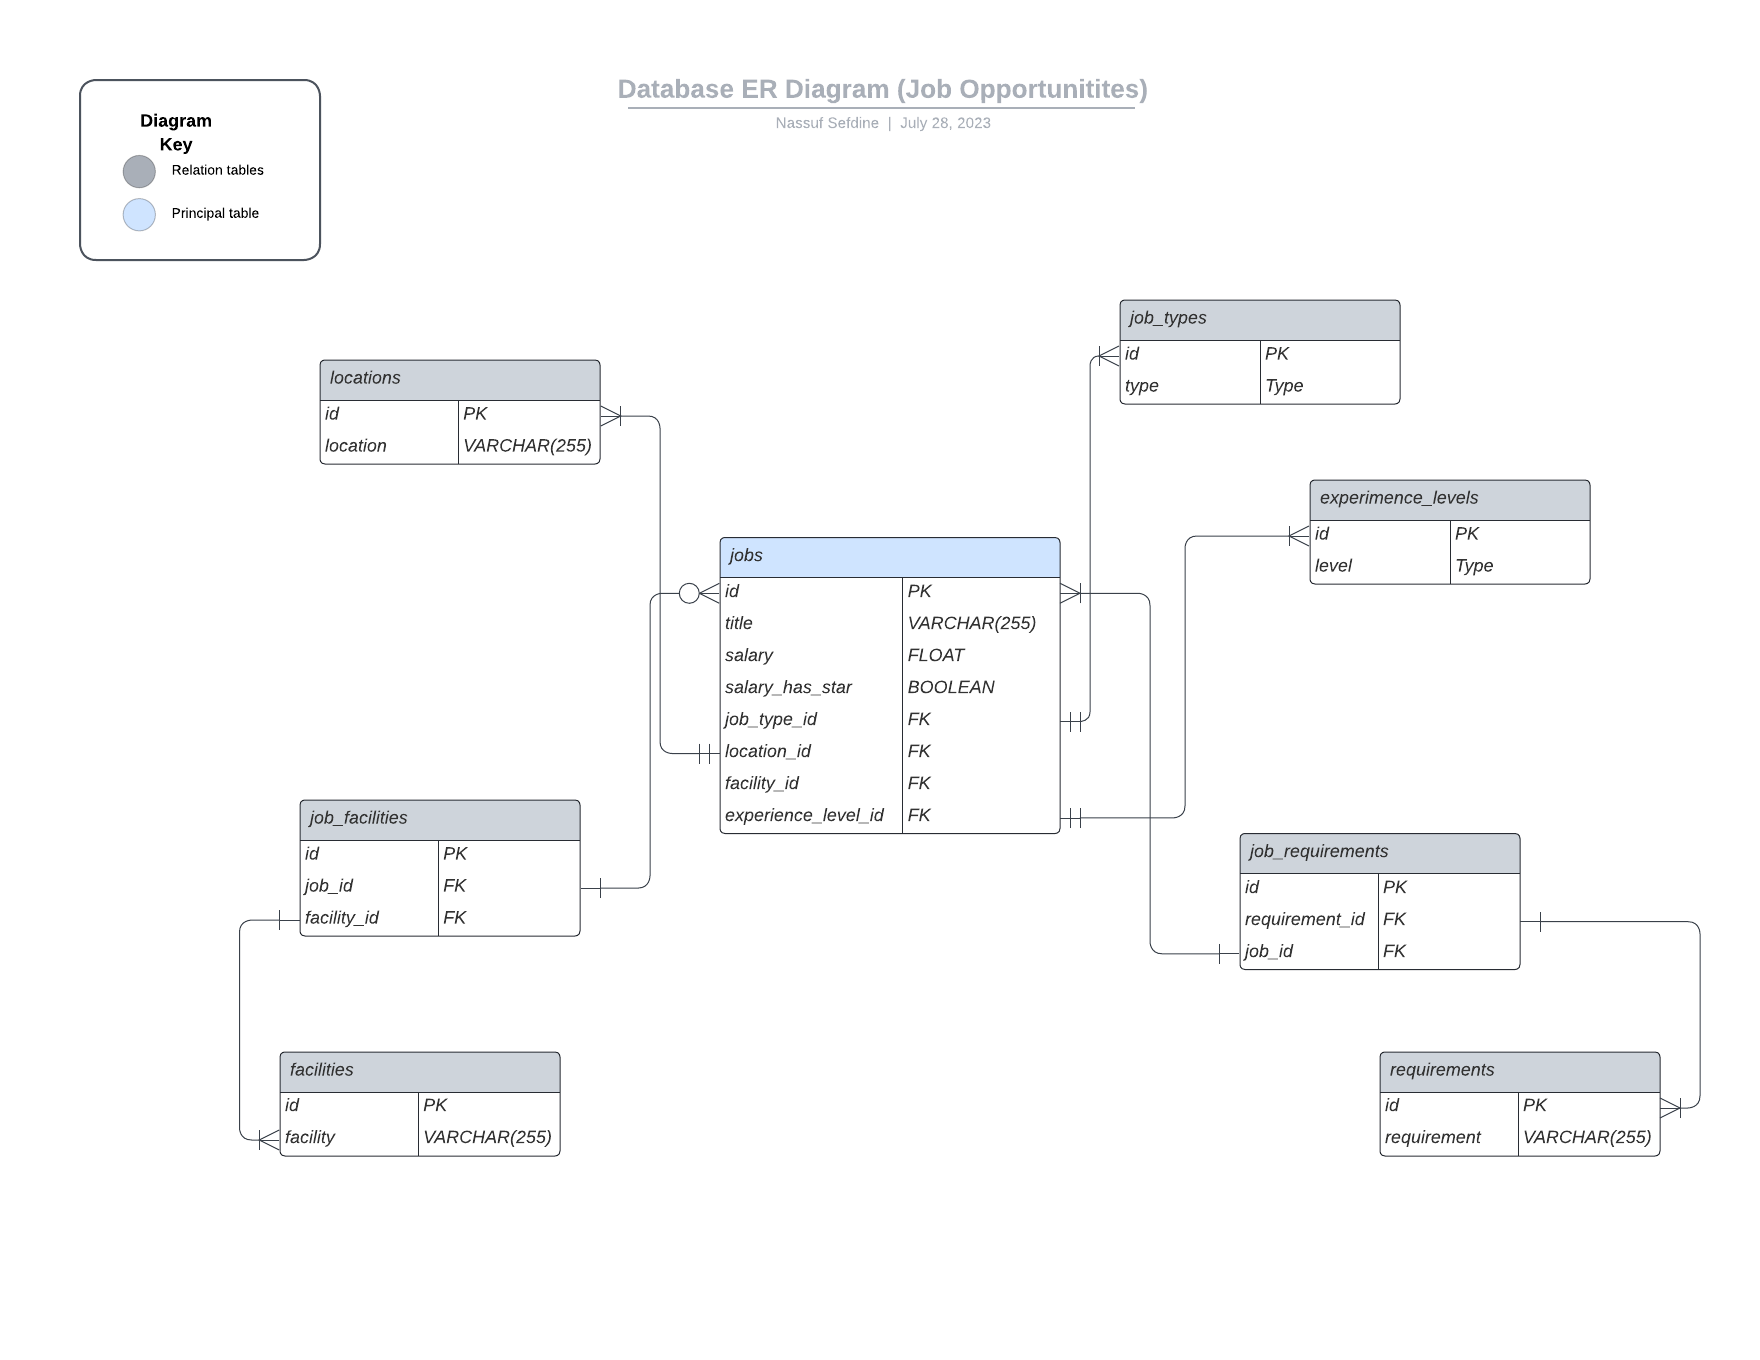 Database ER Diagram (Job Opportunitites)
Nassuf Sefdine | July 28, 2023
Diagram
Key
Relation tables
Principal table
job_types
id PK
type Type
locations
id PK
location VARCHAR(255)
experimence_levels
id PK
level Type
jobs
id PK
title VARCHAR(255)
salary FLOAT
salary_has_star BOOLEAN
job_type_id FK
location_id FK
facility_id FK
experience_level_id FK
job_facilities
id PK
job_id FK
facility_id FK
job_requirements
id PK
requirement_id FK
job_id FK
facilities
id PK
facility VARCHAR(255)
requirements
id PK
requirement VARCHAR(255)